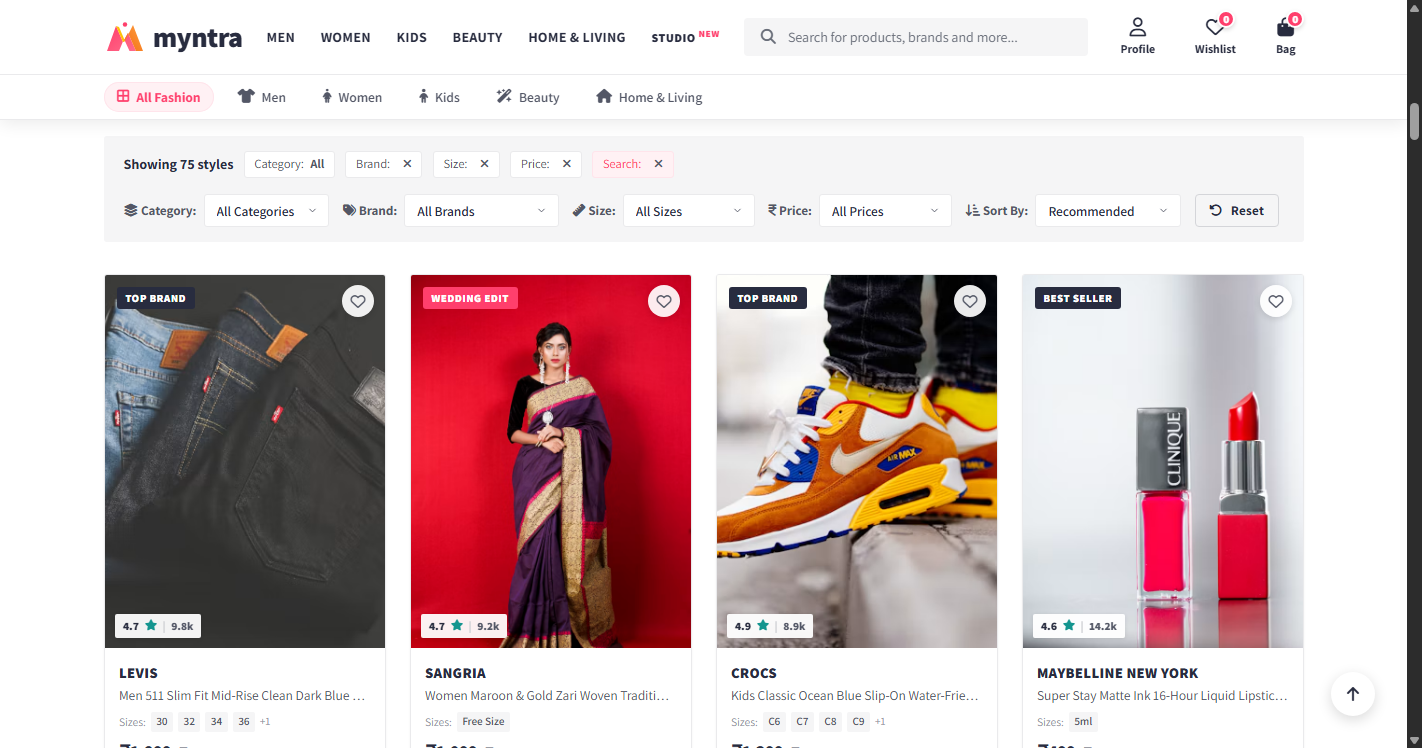 myntra MEN WOMEN KIDS BEAUTY HOME & LIVING STUDIO NEW Search for products, brands and more... Profile 0 Wishlist 0 Bag
All Fashion Men Women Kids Beauty Home & Living
Showing 75 styles Category: All Brand: ✕ Size: ✕ Price: ✕ Search: ✕
Category: All Categories Brand: All Brands Size: All Sizes ₹ Price: All Prices Sort By: Recommended Reset
TOP BRAND WEDDING EDIT TOP BRAND BEST SELLER
CLINIQUE
AIR MAX
4.7 ★ | 9.8k 4.7 ★ | 9.2k 4.9 ★ | 8.9k 4.6 ★ | 14.2k
LEVIS SANGRIA CROCS MAYBELLINE NEW YORK
Men 511 Slim Fit Mid-Rise Clean Dark Blue ... Women Maroon & Gold Zari Woven Traditi... Kids Classic Ocean Blue Slip-On Water-Frie... Super Stay Matte Ink 16-Hour Liquid Lipstic...
Sizes: 30 32 34 36 +1 Sizes: Free Size Sizes: C6 C7 C8 C9 +1 Sizes: 5ml